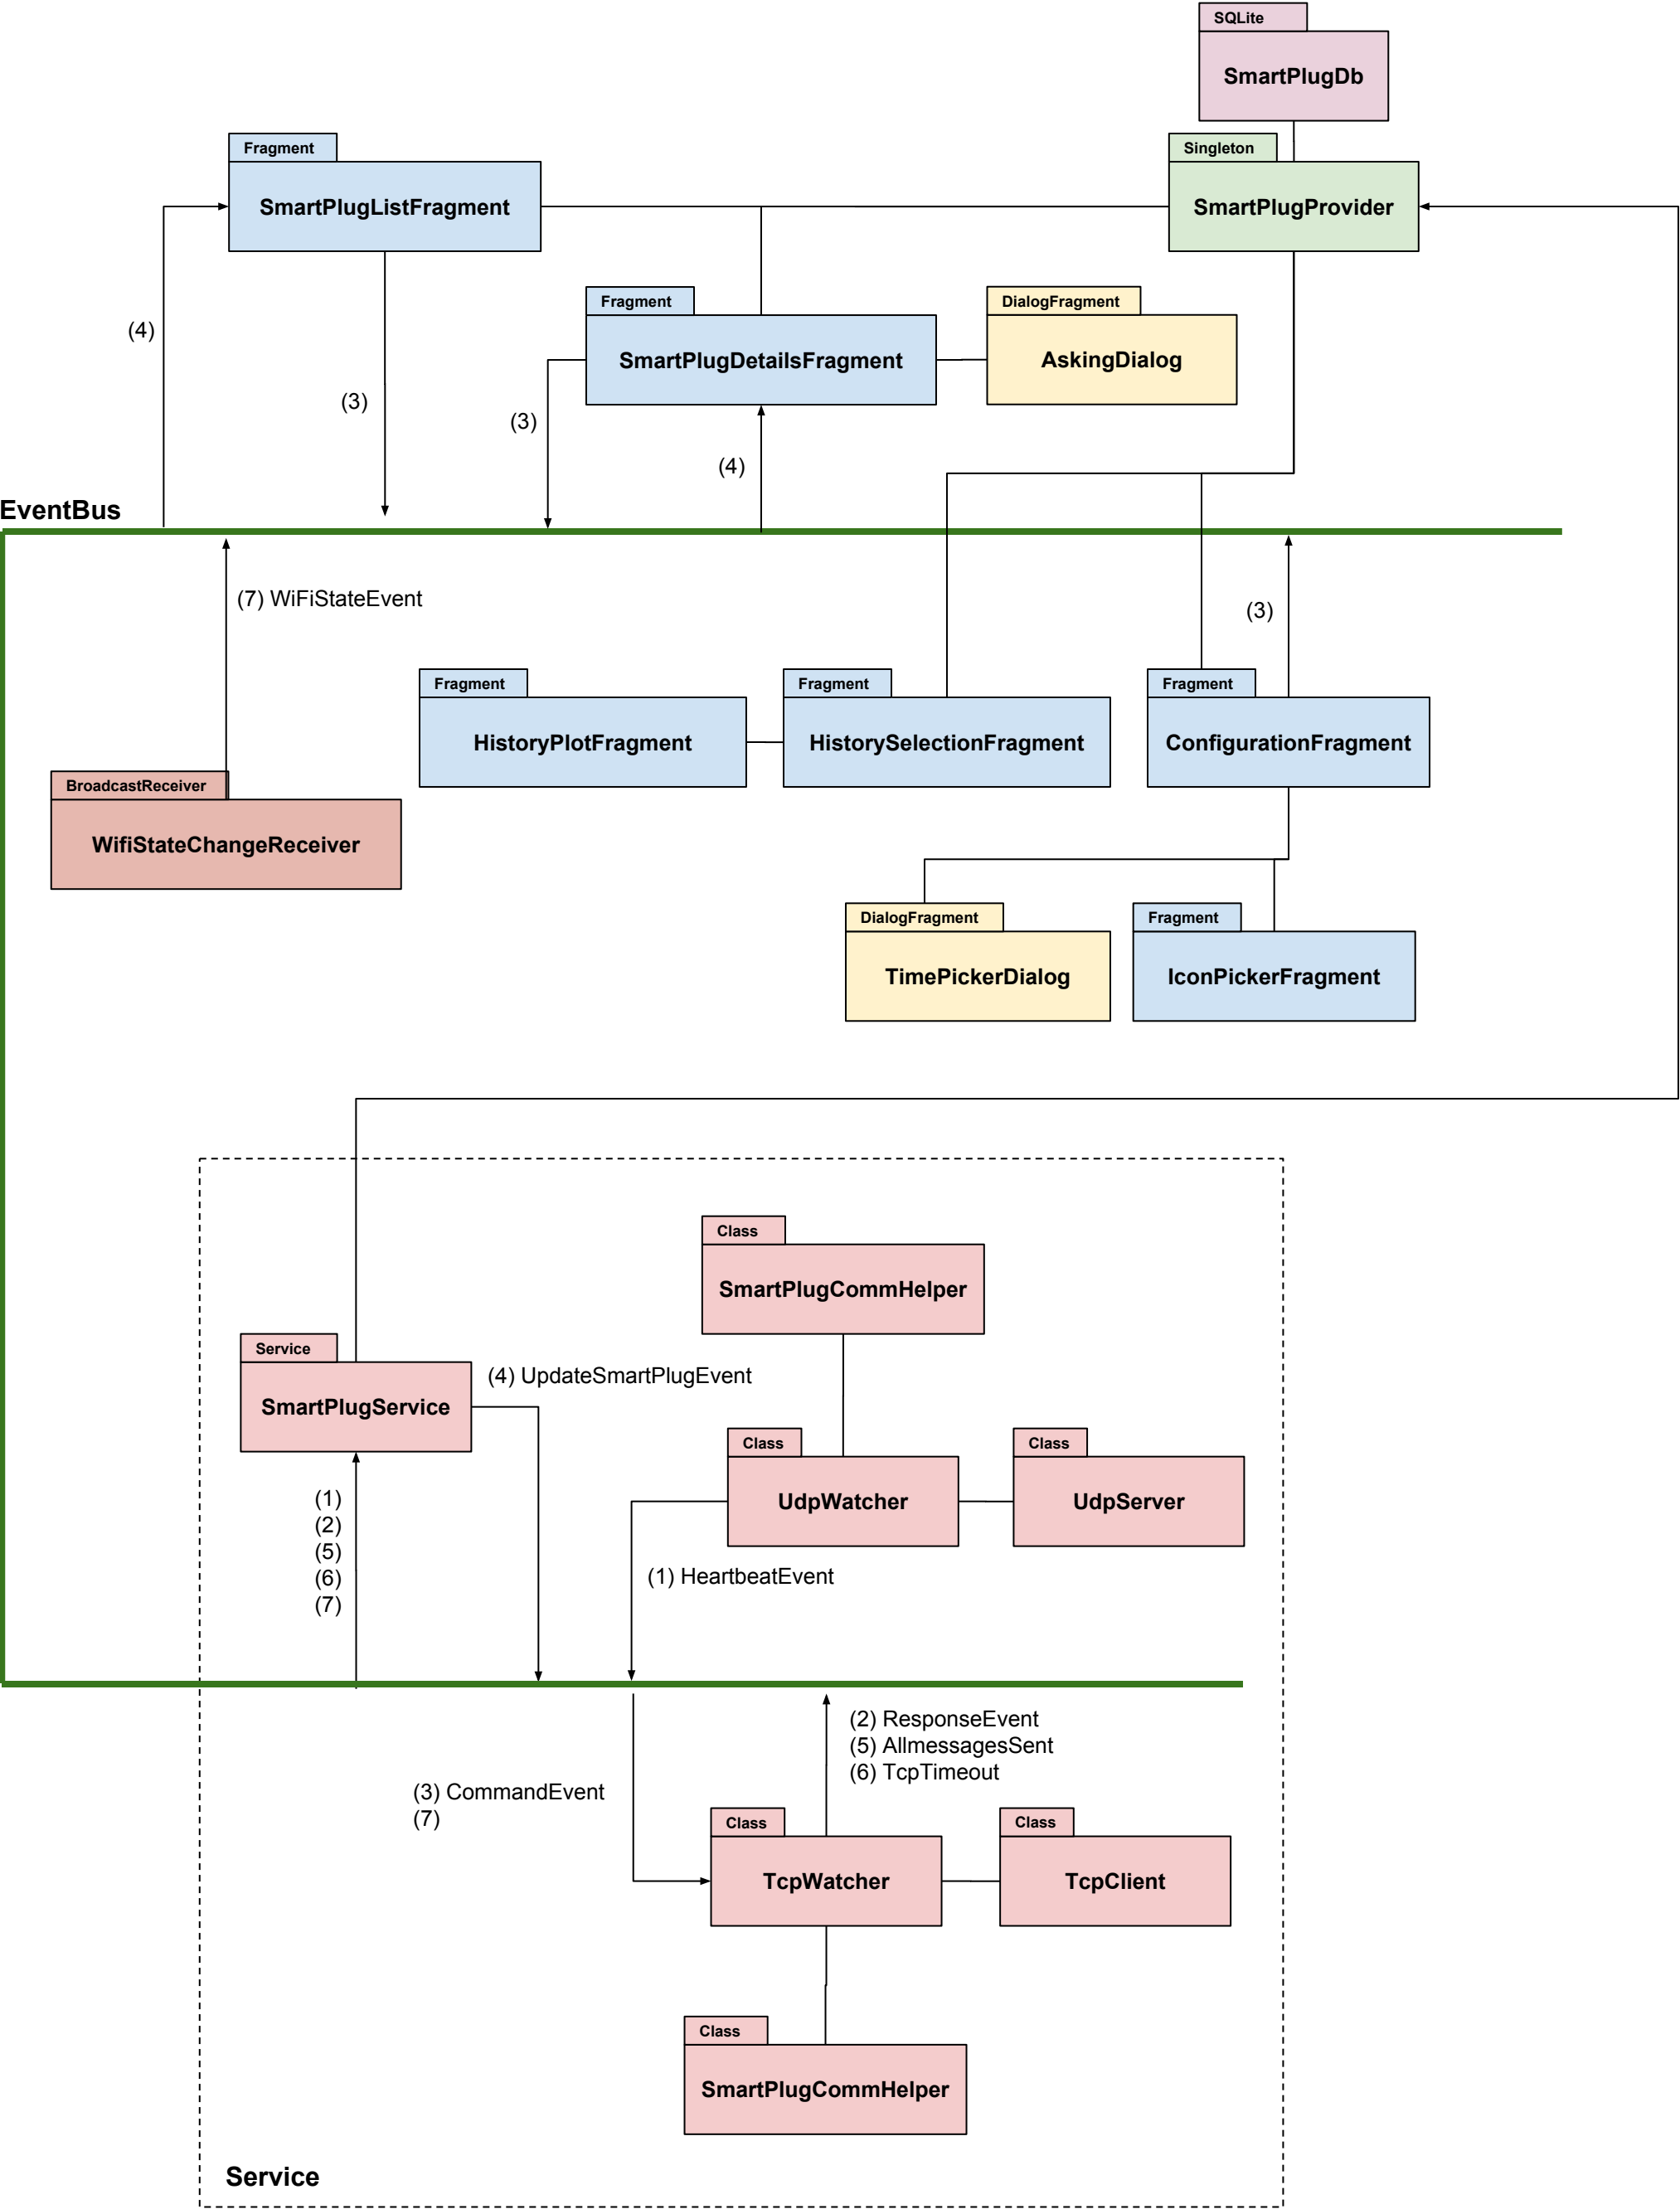 SQLite
SmartPlugDb
Fragment
SmartPlugListFragment
Singleton
SmartPlugProvider
Fragment
SmartPlugDetailsFragment
DialogFragment
AskingDialog
(4)
(3)
(3)
(4)
EventBus
(7) WiFiStateEvent
(3)
Fragment
HistoryPlotFragment
Fragment
HistorySelectionFragment
Fragment
ConfigurationFragment
BroadcastReceiver
WifiStateChangeReceiver
DialogFragment
TimePickerDialog
Fragment
IconPickerFragment
Class
SmartPlugCommHelper
Service
SmartPlugService
(4) UpdateSmartPlugEvent
Class
UdpWatcher
Class
UdpServer
(1)
(2)
(5)
(6)
(7)
(1) HeartbeatEvent
(2) ResponseEvent
(5) AllmessagesSent
(6) TcpTimeout
(3) CommandEvent
(7)
Class
TcpWatcher
Class
TcpClient
Class
SmartPlugCommHelper
Service